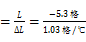 = L/ΔL = −5.3 格/1.03 格/℃